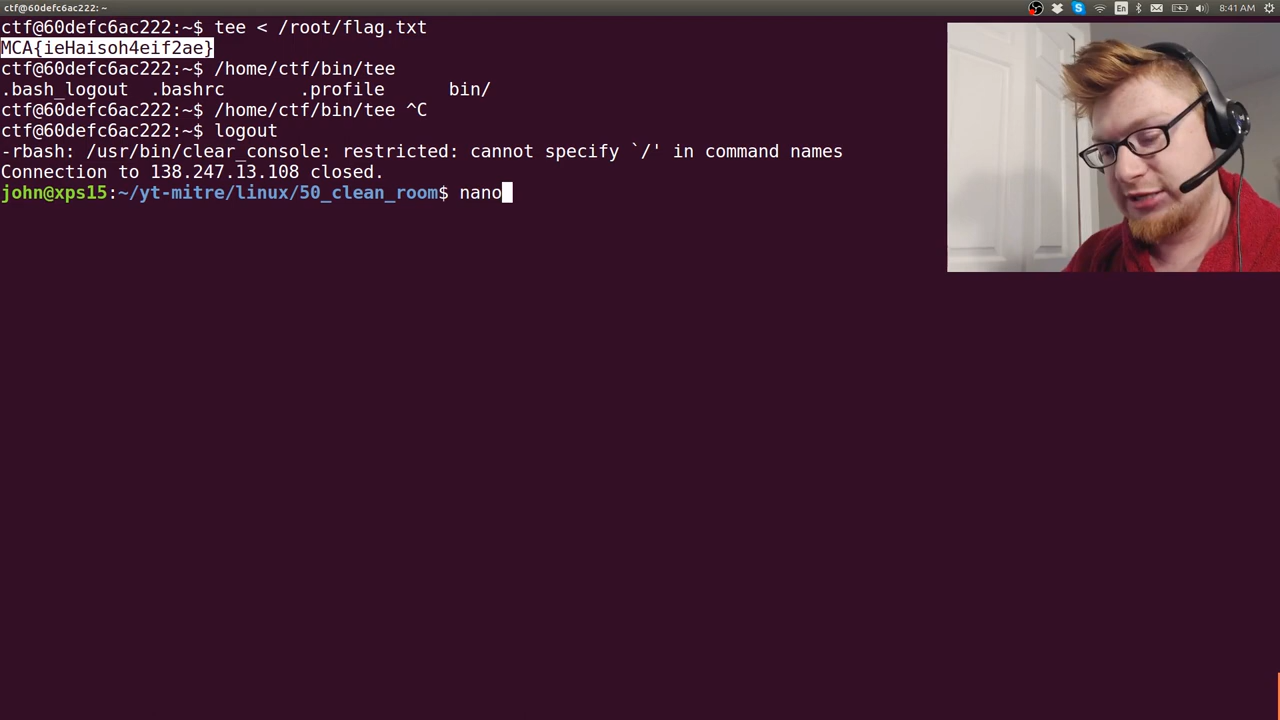 ctf@60defc6ac222: ~
En
8:41 AM
ctf@60defc6ac222:~$ tee < /root/flag.txt
MCA{ieHaisoh4eif2ae}
ctf@60defc6ac222:~$ /home/ctf/bin/tee
.bash_logout .bashrc .profile bin/
ctf@60defc6ac222:~$ /home/ctf/bin/tee ^C
ctf@60defc6ac222:~$ logout
-rbash: /usr/bin/clear_console: restricted: cannot specify `/' in command names
Connection to 138.247.13.108 closed.
john@xps15:~/yt-mitre/linux/50_clean_room$ nano